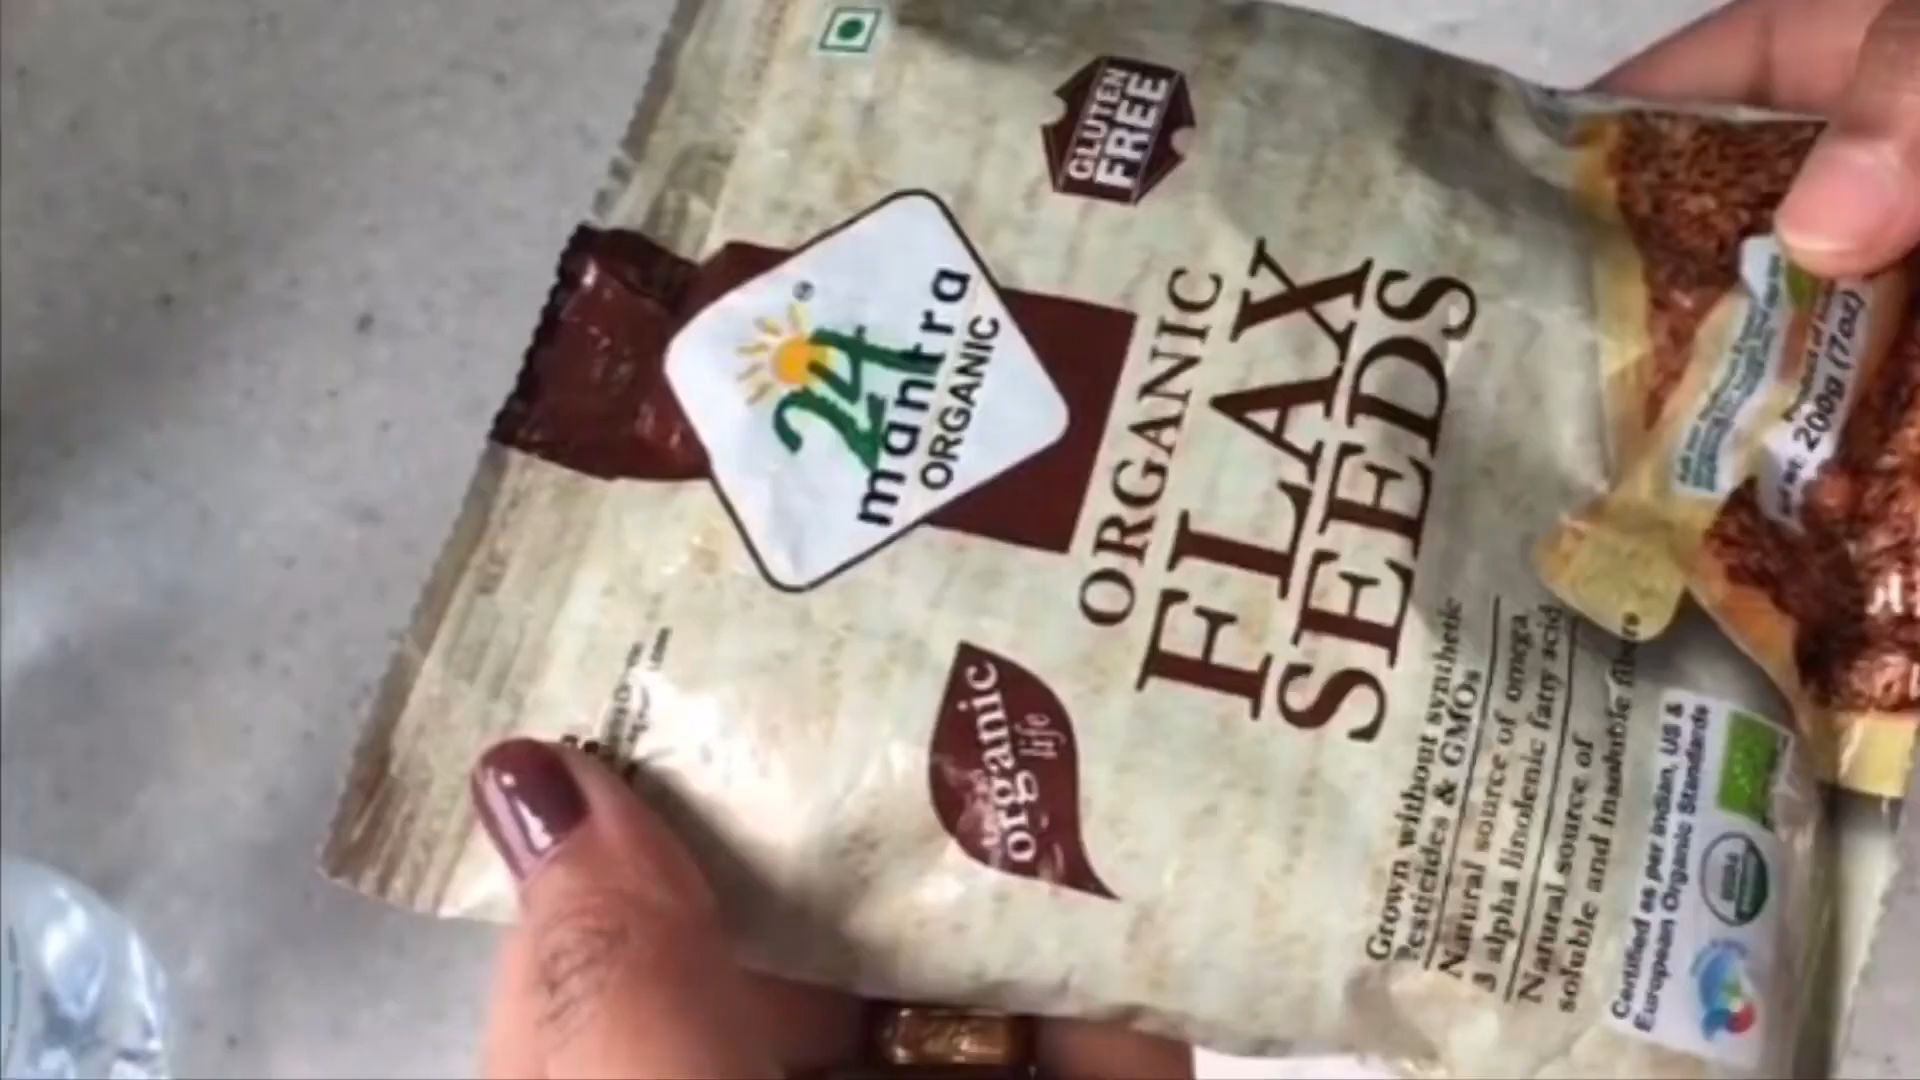 24
mantra
ORGANIC
GLUTEN
FREE
ORGANIC
FLAX
SEEDS
organic
life
Grown without synthetic
Pesticides & GMOs
Natural source of omega
3 alpha linolenic fatty acid
Natural source of
soluble and insoluble fibers
Certified as per Indian, US &
European Organic Standards
USDA
200g (7oz)